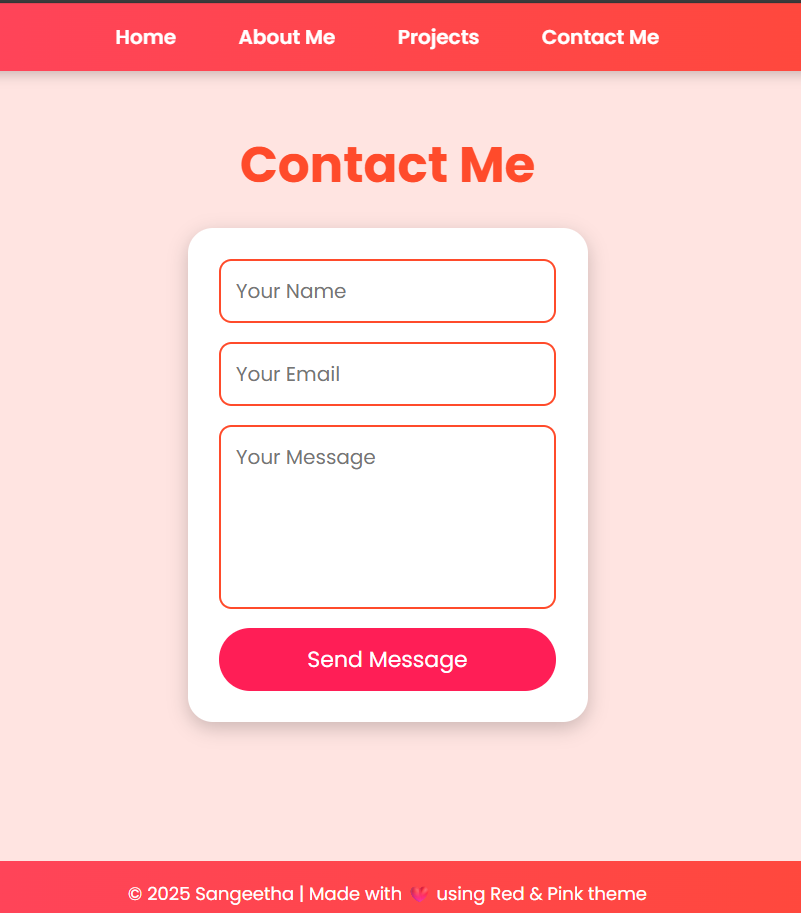 Home About Me Projects Contact Me
Contact Me
Your Name
Your Email
Your Message
Send Message
© 2025 Sangeetha | Made with 💗 using Red & Pink theme